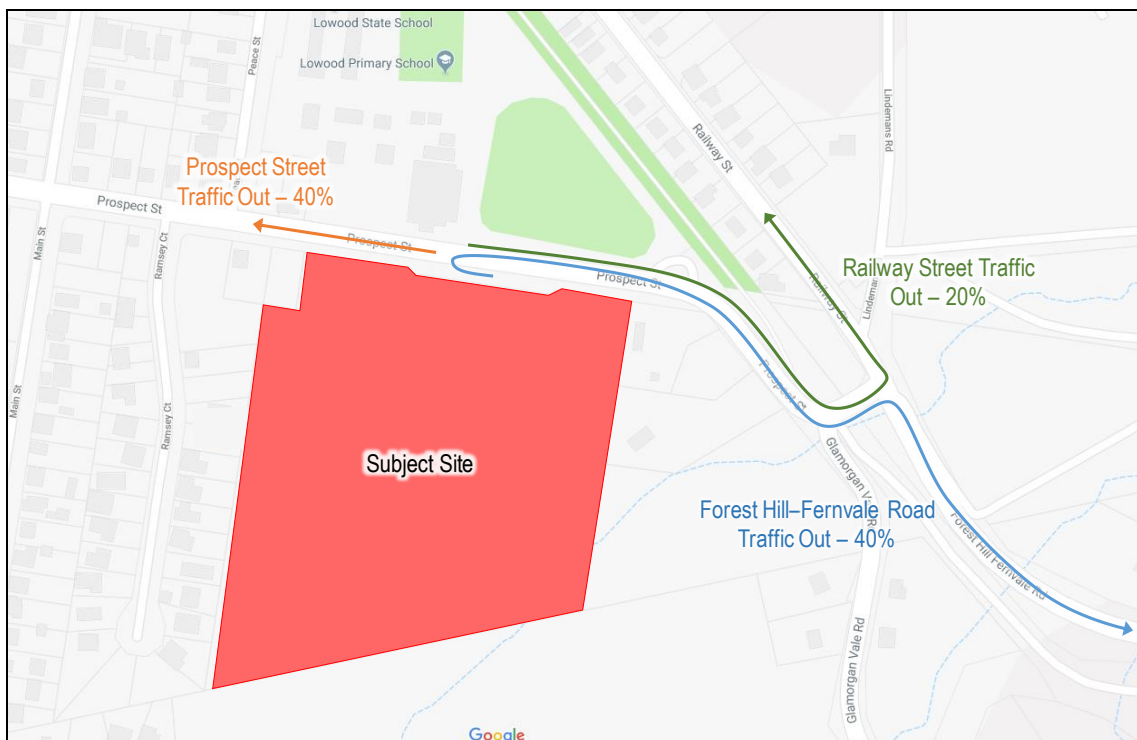 Lowood State School
Lowood Primary School
Peace St
Lindemans Rd
Railway St
Prospect Street
Traffic Out – 40%
Prospect St
Main St
Ramsey Ct
Prospect St
Prospect St
Railway Street Traffic
Out – 20%
Railway St
Lindemans
Prospect St
Main St
Ramsey Ct
Subject Site
Glamorgan Vale R
Forest Hill–Fernvale Road
Traffic Out – 40%
Forest Hill Fernvale Rd
Glamorgan Vale Rd
Google